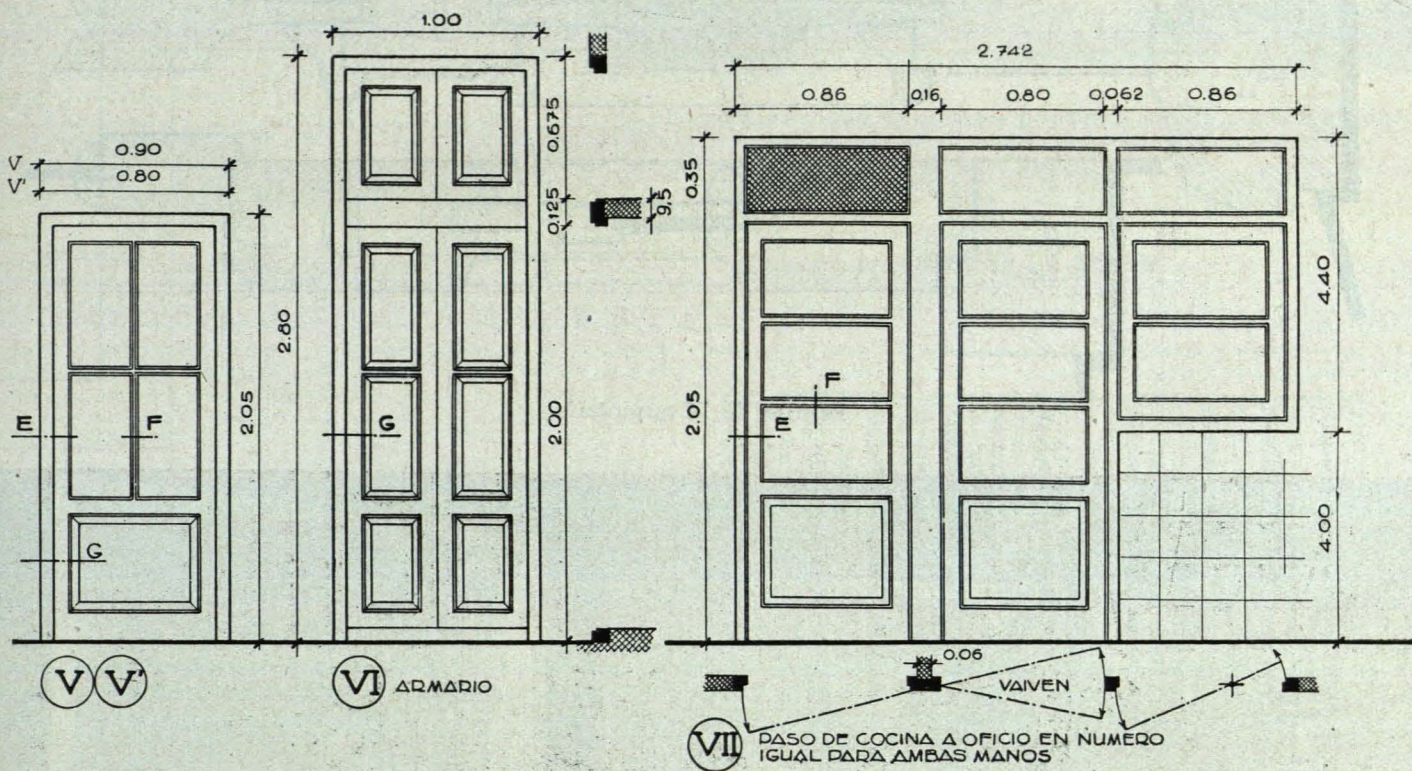 V 0.90
V' 0.80
2.05
E F
G
V V'
1.00
2.80
0.675
0.125
9.5
2.00
G
VI ARMARIO
2.742
0.86 0.16 0.80 0.062 0.86
0.35
2.05
4.40
4.00
F
E
0.06
VAIVEN
VII PASO DE COCINA A OFICIO EN NUMERO
IGUAL PARA AMBAS MANOS